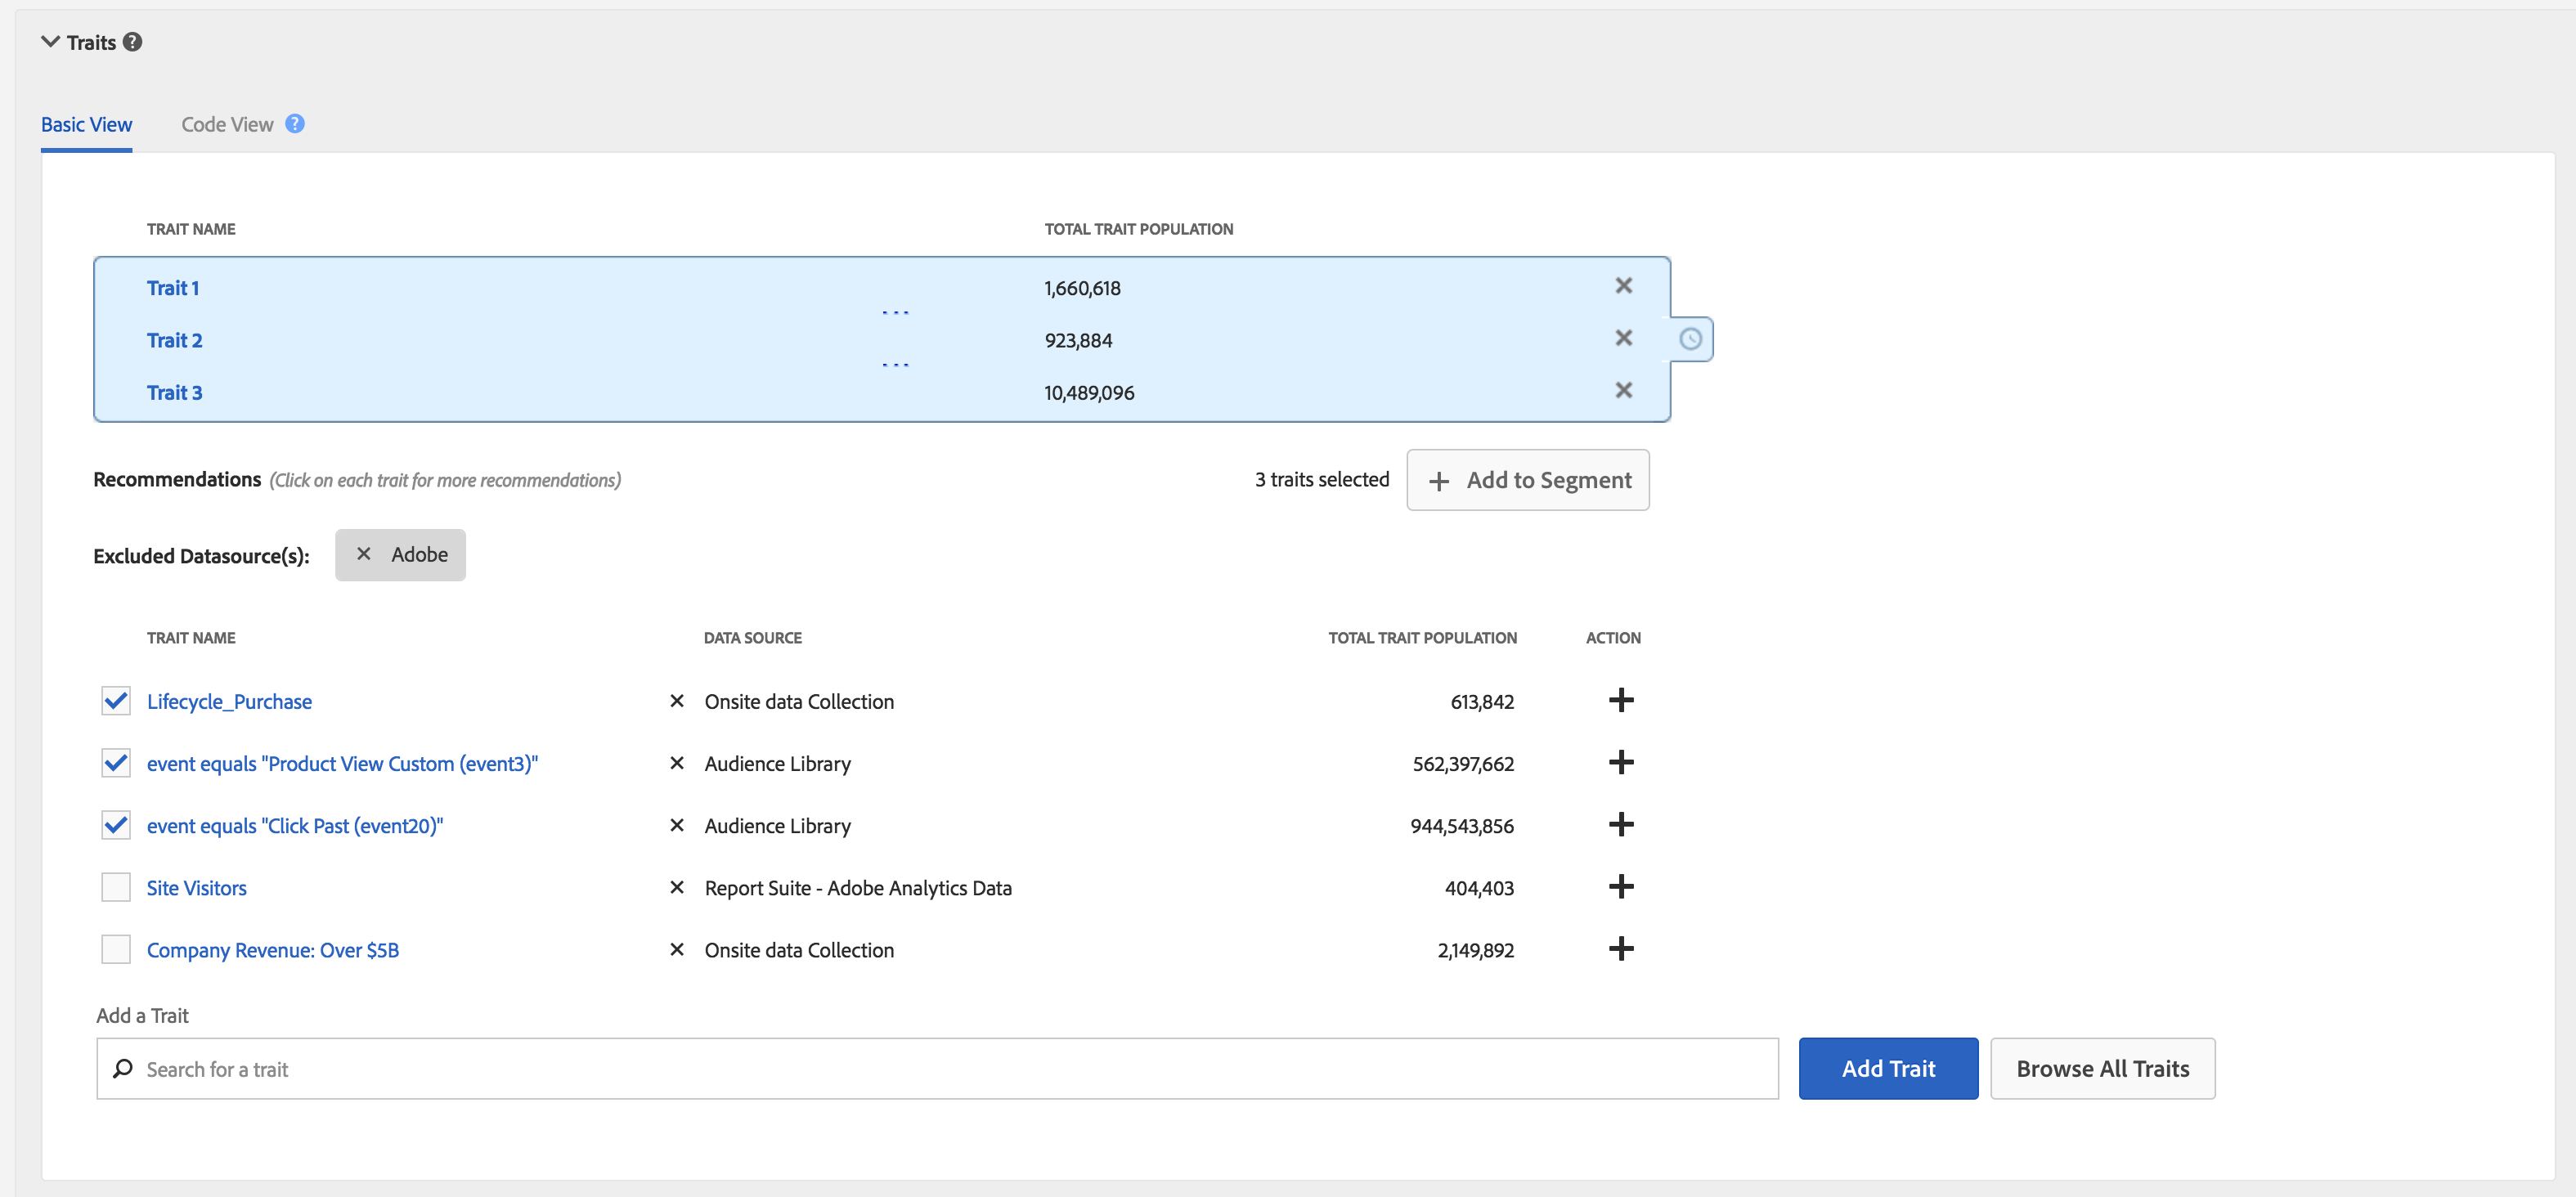 Traits ?
Basic View Code View ?
TRAIT NAME TOTAL TRAIT POPULATION
Trait 1 1,660,618
...
Trait 2 923,884
...
Trait 3 10,489,096
Recommendations (Click on each trait for more recommendations) 3 traits selected + Add to Segment
Excluded Datasource(s): × Adobe
TRAIT NAME DATA SOURCE TOTAL TRAIT POPULATION ACTION
Lifecycle_Purchase × Onsite data Collection 613,842 +
event equals "Product View Custom (event3)" × Audience Library 562,397,662 +
event equals "Click Past (event20)" × Audience Library 944,543,856 +
Site Visitors × Report Suite - Adobe Analytics Data 404,403 +
Company Revenue: Over $5B × Onsite data Collection 2,149,892 +
Add a Trait
Search for a trait Add Trait Browse All Traits